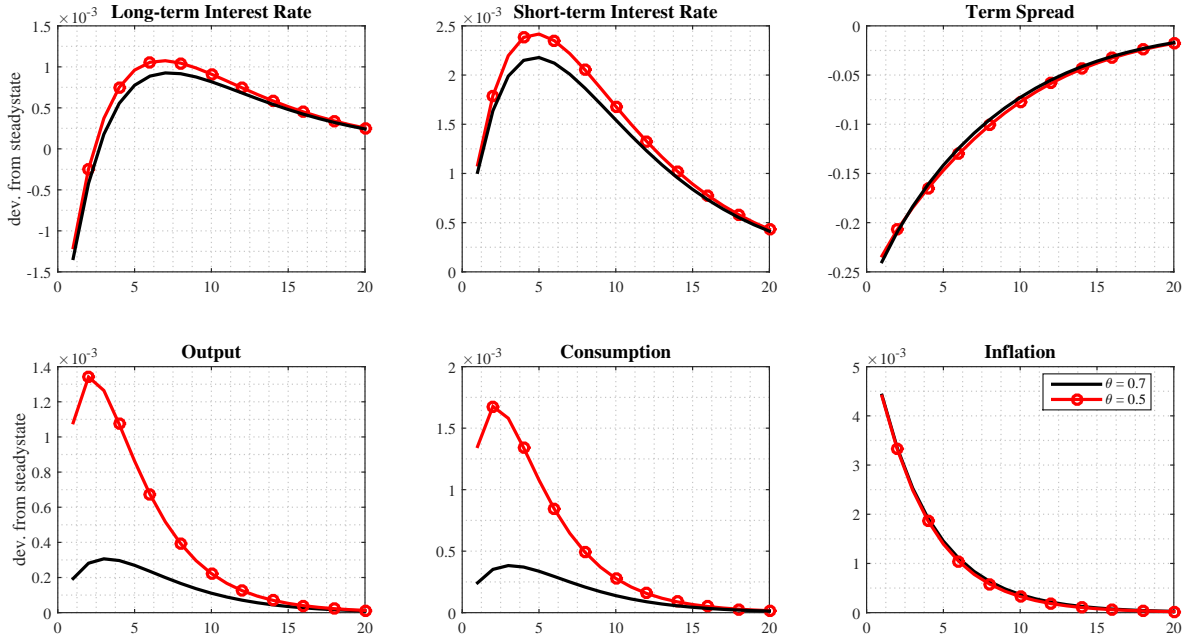 Long-term Interest Rate
×10⁻³
1.5
1
0.5
0
-0.5
-1
-1.5
0 5 10 15 20
dev. from steadystate
Short-term Interest Rate
×10⁻³
2.5
2
1.5
1
0.5
0
0 5 10 15 20
Term Spread
0
-0.05
-0.1
-0.15
-0.2
-0.25
0 5 10 15 20
Output
×10⁻³
1.4
1.2
1
0.8
0.6
0.4
0.2
0
0 5 10 15 20
dev. from steadystate
Consumption
×10⁻³
2
1.5
1
0.5
0
0 5 10 15 20
Inflation
×10⁻³
5
4
3
2
1
0
0 5 10 15 20
θ = 0.7
θ = 0.5